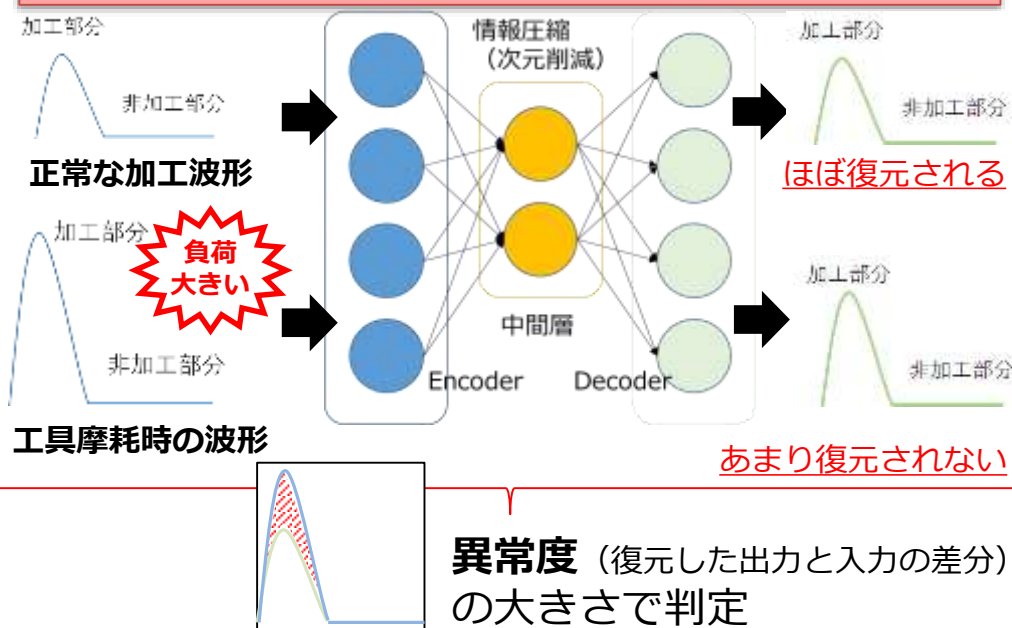 加工部分
非加工部分
正常な加工波形
情報圧縮
（次元削減）
加工部分
非加工部分
ほぼ復元される
加工部分
負荷
大きい
非加工部分
工具摩耗時の波形
中間層
Encoder
Decoder
加工部分
非加工部分
あまり復元されない
異常度（復元した出力と入力の差分）
の大きさで判定